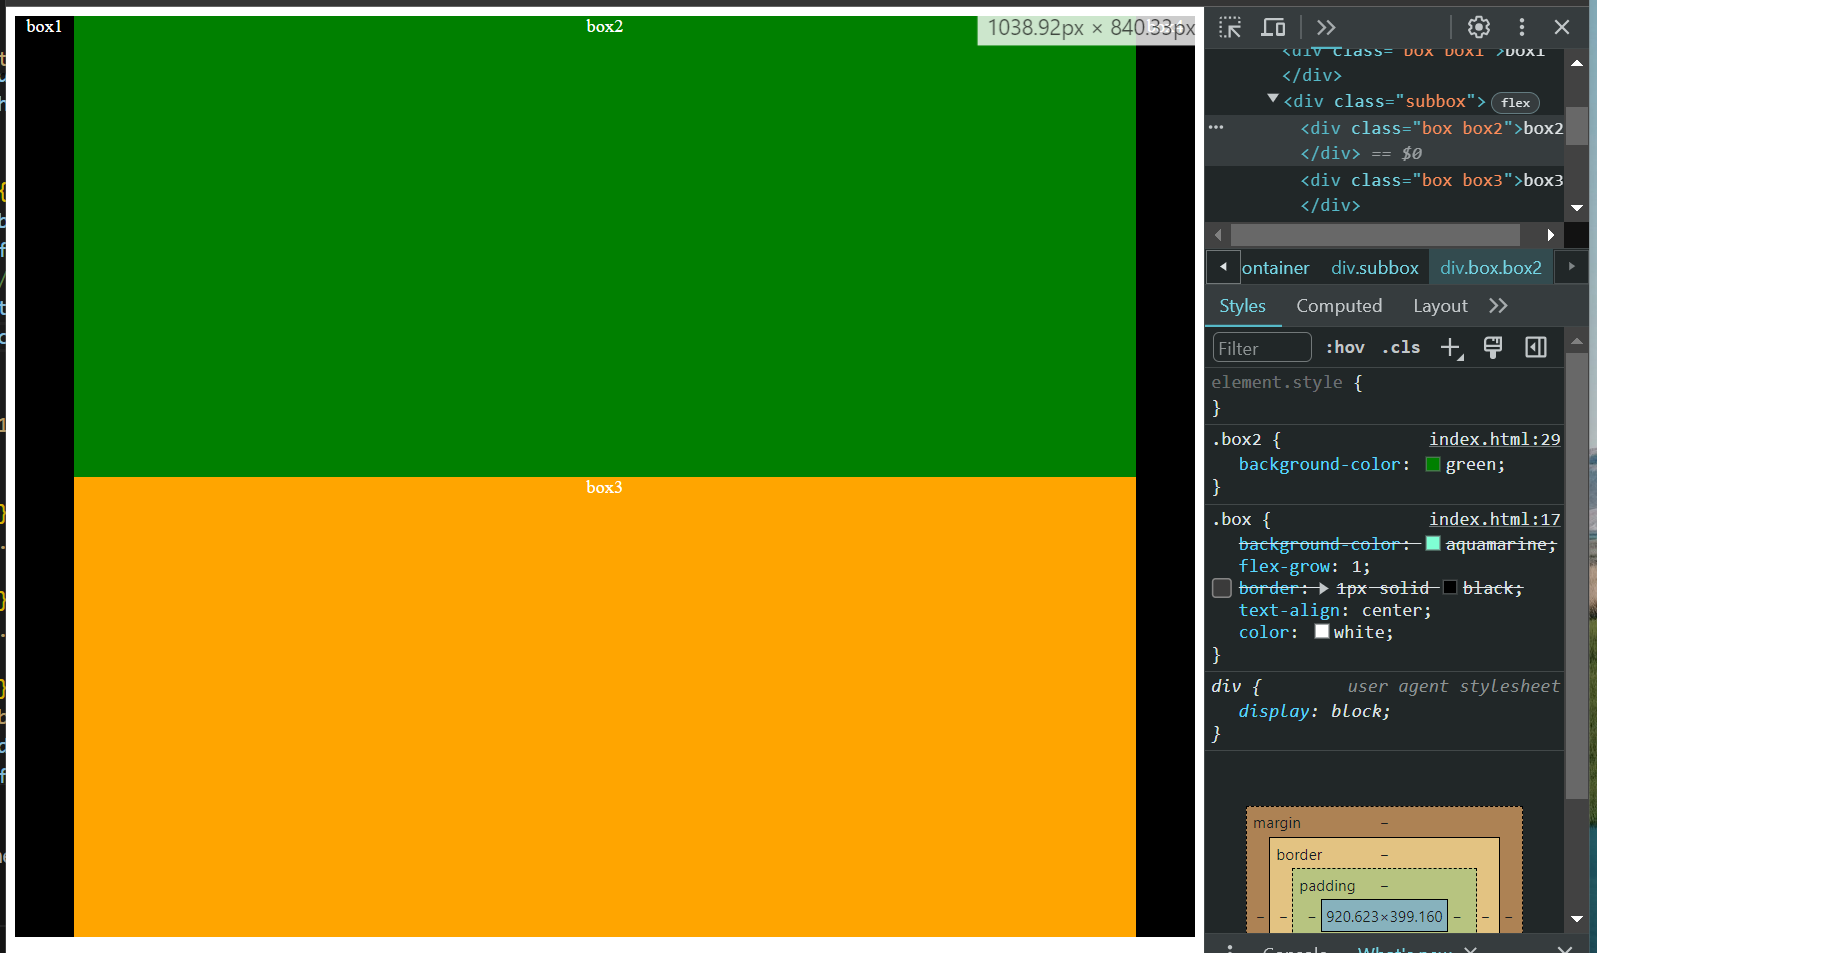 box1
box2
1038.92px × 840.33px
box3
<div class="box box1">box1
</div>
<div class="subbox"> flex
··· <div class="box box2">box2
</div> == $0
<div class="box box3">box3
</div>
ontainer div.subbox div.box.box2
Styles Computed Layout
Filter :hov .cls
element.style {
}
.box2 { index.html:29
background-color: green;
}
.box { index.html:17
background-color: aquamarine;
flex-grow: 1;
border: 1px solid black;
text-align: center;
color: white;
}
div { user agent stylesheet
display: block;
}
margin –
border –
padding –
– – – 920.623×399.160 – – –
Console What's new